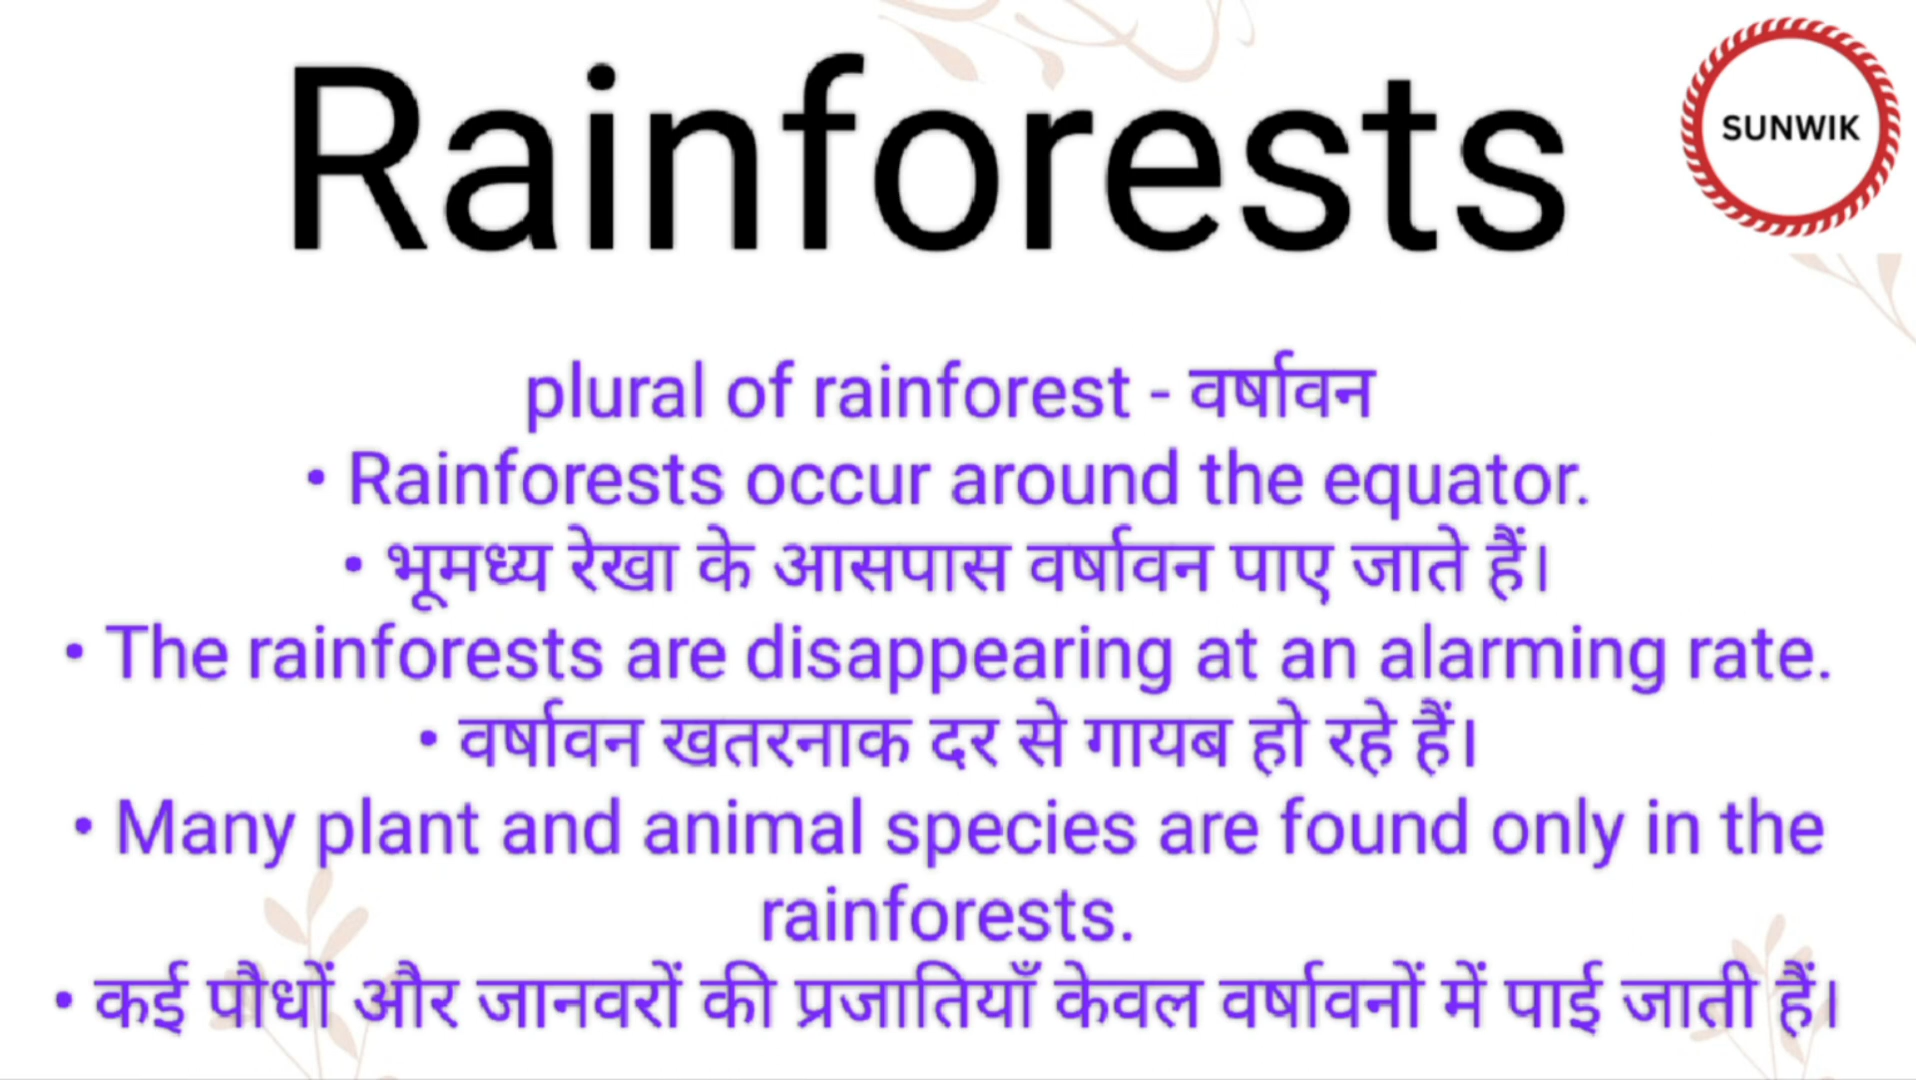 Rainforests
SUNWIK
plural of rainforest - वर्षावन
• Rainforests occur around the equator.
• भूमध्य रेखा के आसपास वर्षावन पाए जाते हैं।
• The rainforests are disappearing at an alarming rate.
• वर्षावन खतरनाक दर से गायब हो रहे हैं।
• Many plant and animal species are found only in the
rainforests.
• कई पौधों और जानवरों की प्रजातियाँ केवल वर्षावनों में पाई जाती हैं।